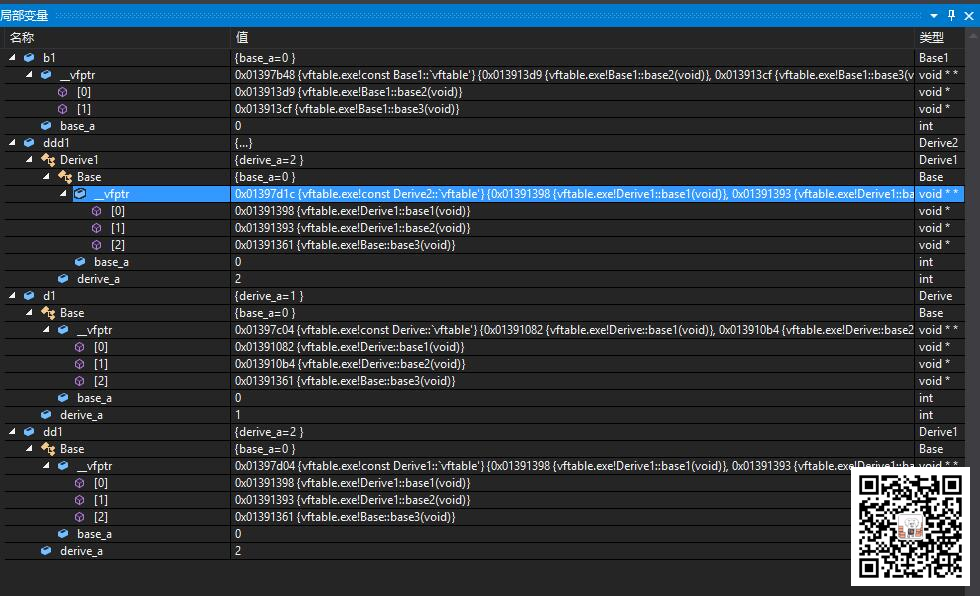 局部变量
名称 值 类型
b1 {base_a=0 } Base1
__vfptr 0x01397b48 {vftable.exe!const Base1::`vftable'} {0x013913d9 {vftable.exe!Base1::base2(void)}, 0x013913cf {vftable.exe!Base1::base3(v void * *
[0] 0x013913d9 {vftable.exe!Base1::base2(void)} void *
[1] 0x013913cf {vftable.exe!Base1::base3(void)} void *
base_a 0 int
ddd1 {...} Derive2
Derive1 {derive_a=2 } Derive1
Base {base_a=0 } Base
__vfptr 0x01397d1c {vftable.exe!const Derive2::`vftable'} {0x01391398 {vftable.exe!Derive1::base1(void)}, 0x01391393 {vftable.exe!Derive1::ba void * *
[0] 0x01391398 {vftable.exe!Derive1::base1(void)} void *
[1] 0x01391393 {vftable.exe!Derive1::base2(void)} void *
[2] 0x01391361 {vftable.exe!Base::base3(void)} void *
base_a 0 int
derive_a 2 int
d1 {derive_a=1 } Derive
Base {base_a=0 } Base
__vfptr 0x01397c04 {vftable.exe!const Derive::`vftable'} {0x01391082 {vftable.exe!Derive::base1(void)}, 0x013910b4 {vftable.exe!Derive::base2 void * *
[0] 0x01391082 {vftable.exe!Derive::base1(void)} void *
[1] 0x013910b4 {vftable.exe!Derive::base2(void)} void *
[2] 0x01391361 {vftable.exe!Base::base3(void)} void *
base_a 0 int
derive_a 1 int
dd1 {derive_a=2 } Derive1
Base {base_a=0 } Base
__vfptr 0x01397d04 {vftable.exe!const Derive1::`vftable'} {0x01391398 {vftable.exe!Derive1::base1(void)}, 0x01391393 {vftable.exe!Derive1::ba void * *
[0] 0x01391398 {vftable.exe!Derive1::base1(void)}
[1] 0x01391393 {vftable.exe!Derive1::base2(void)}
[2] 0x01391361 {vftable.exe!Base::base3(void)}
base_a 0
derive_a 2